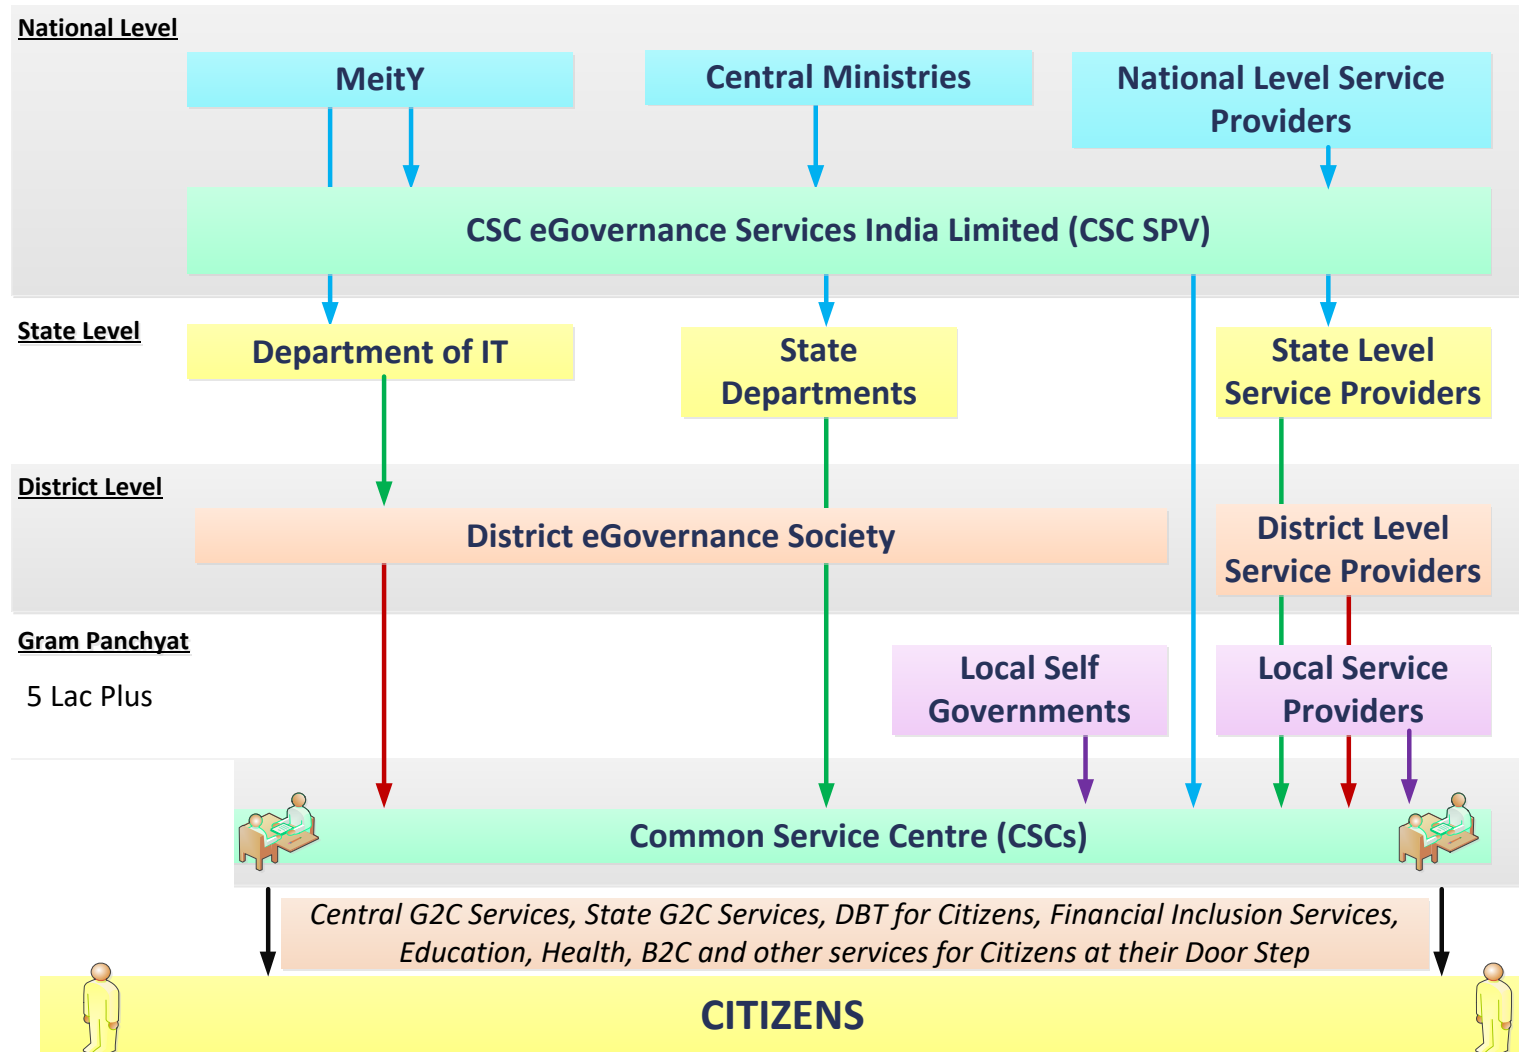 National Level
MeitY
Central Ministries
National Level Service
Providers
CSC eGovernance Services India Limited (CSC SPV)
State Level
Department of IT
State
Departments
State Level
Service Providers
District Level
District eGovernance Society
District Level
Service Providers
Gram Panchyat
5 Lac Plus
Local Self
Governments
Local Service
Providers
Common Service Centre (CSCs)
Central G2C Services, State G2C Services, DBT for Citizens, Financial Inclusion Services,
Education, Health, B2C and other services for Citizens at their Door Step
CITIZENS